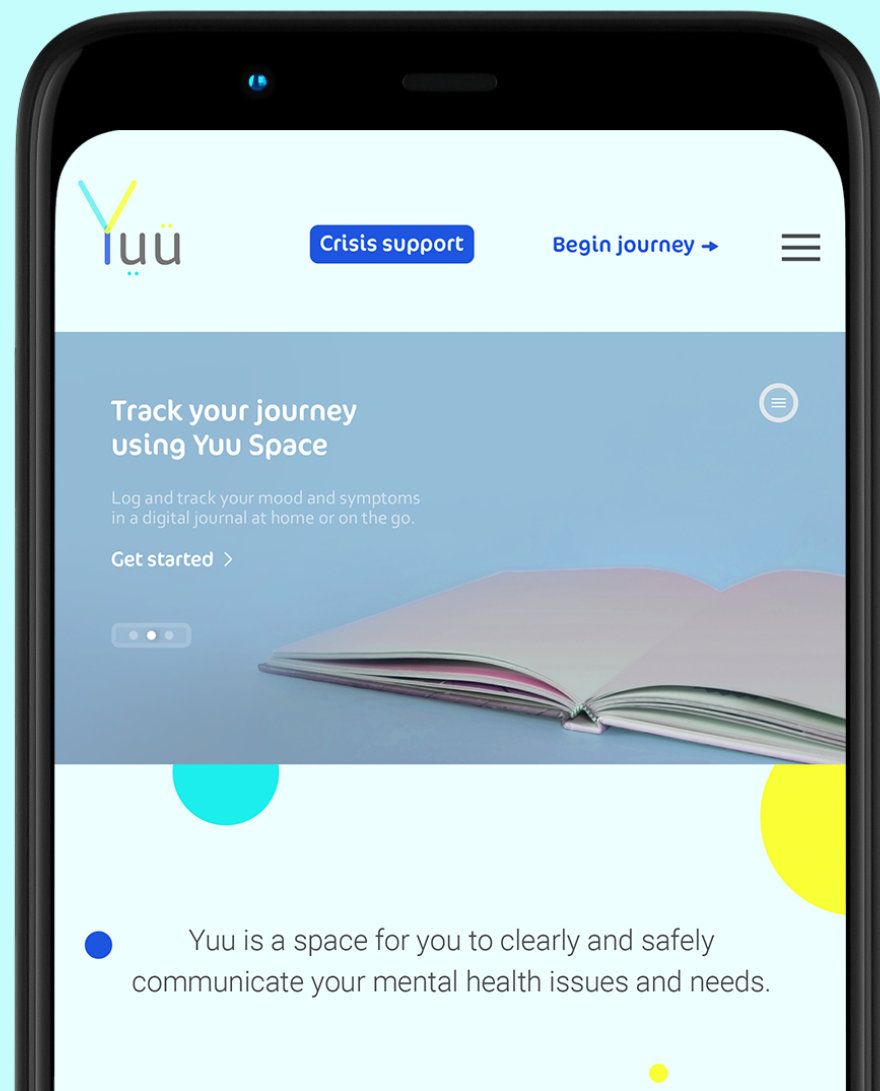 Yuu
Crisis support
Begin journey →
Track your journey
using Yuu Space
Log and track your mood and symptoms
in a digital journal at home or on the go.
Get started >
Yuu is a space for you to clearly and safely
communicate your mental health issues and needs.